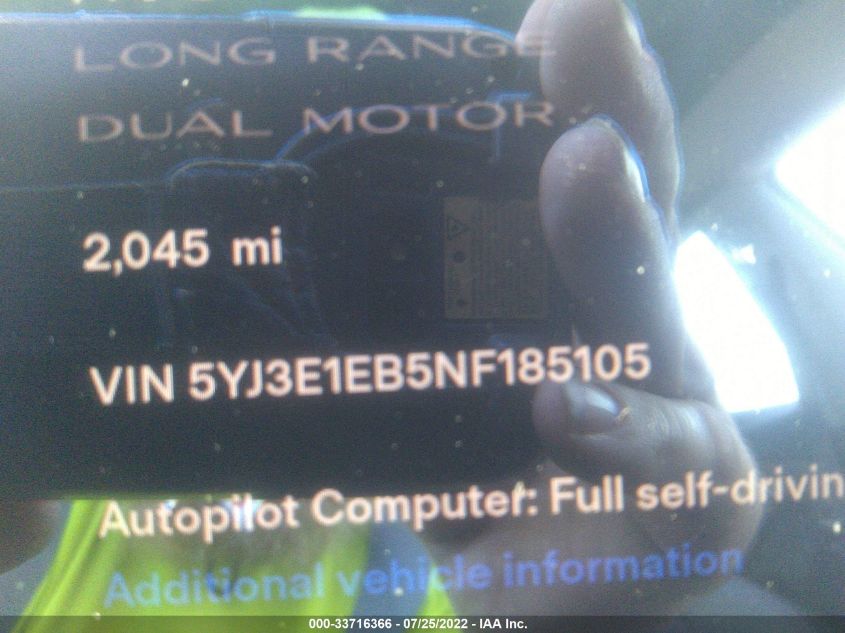 LONG RANGE
DUAL MOTOR
2,045 mi
VIN 5YJ3E1EB5NF185105
Autopilot Computer: Full self-drivin
Additional vehicle information
000-33716366 - 07/25/2022 - IAA Inc.